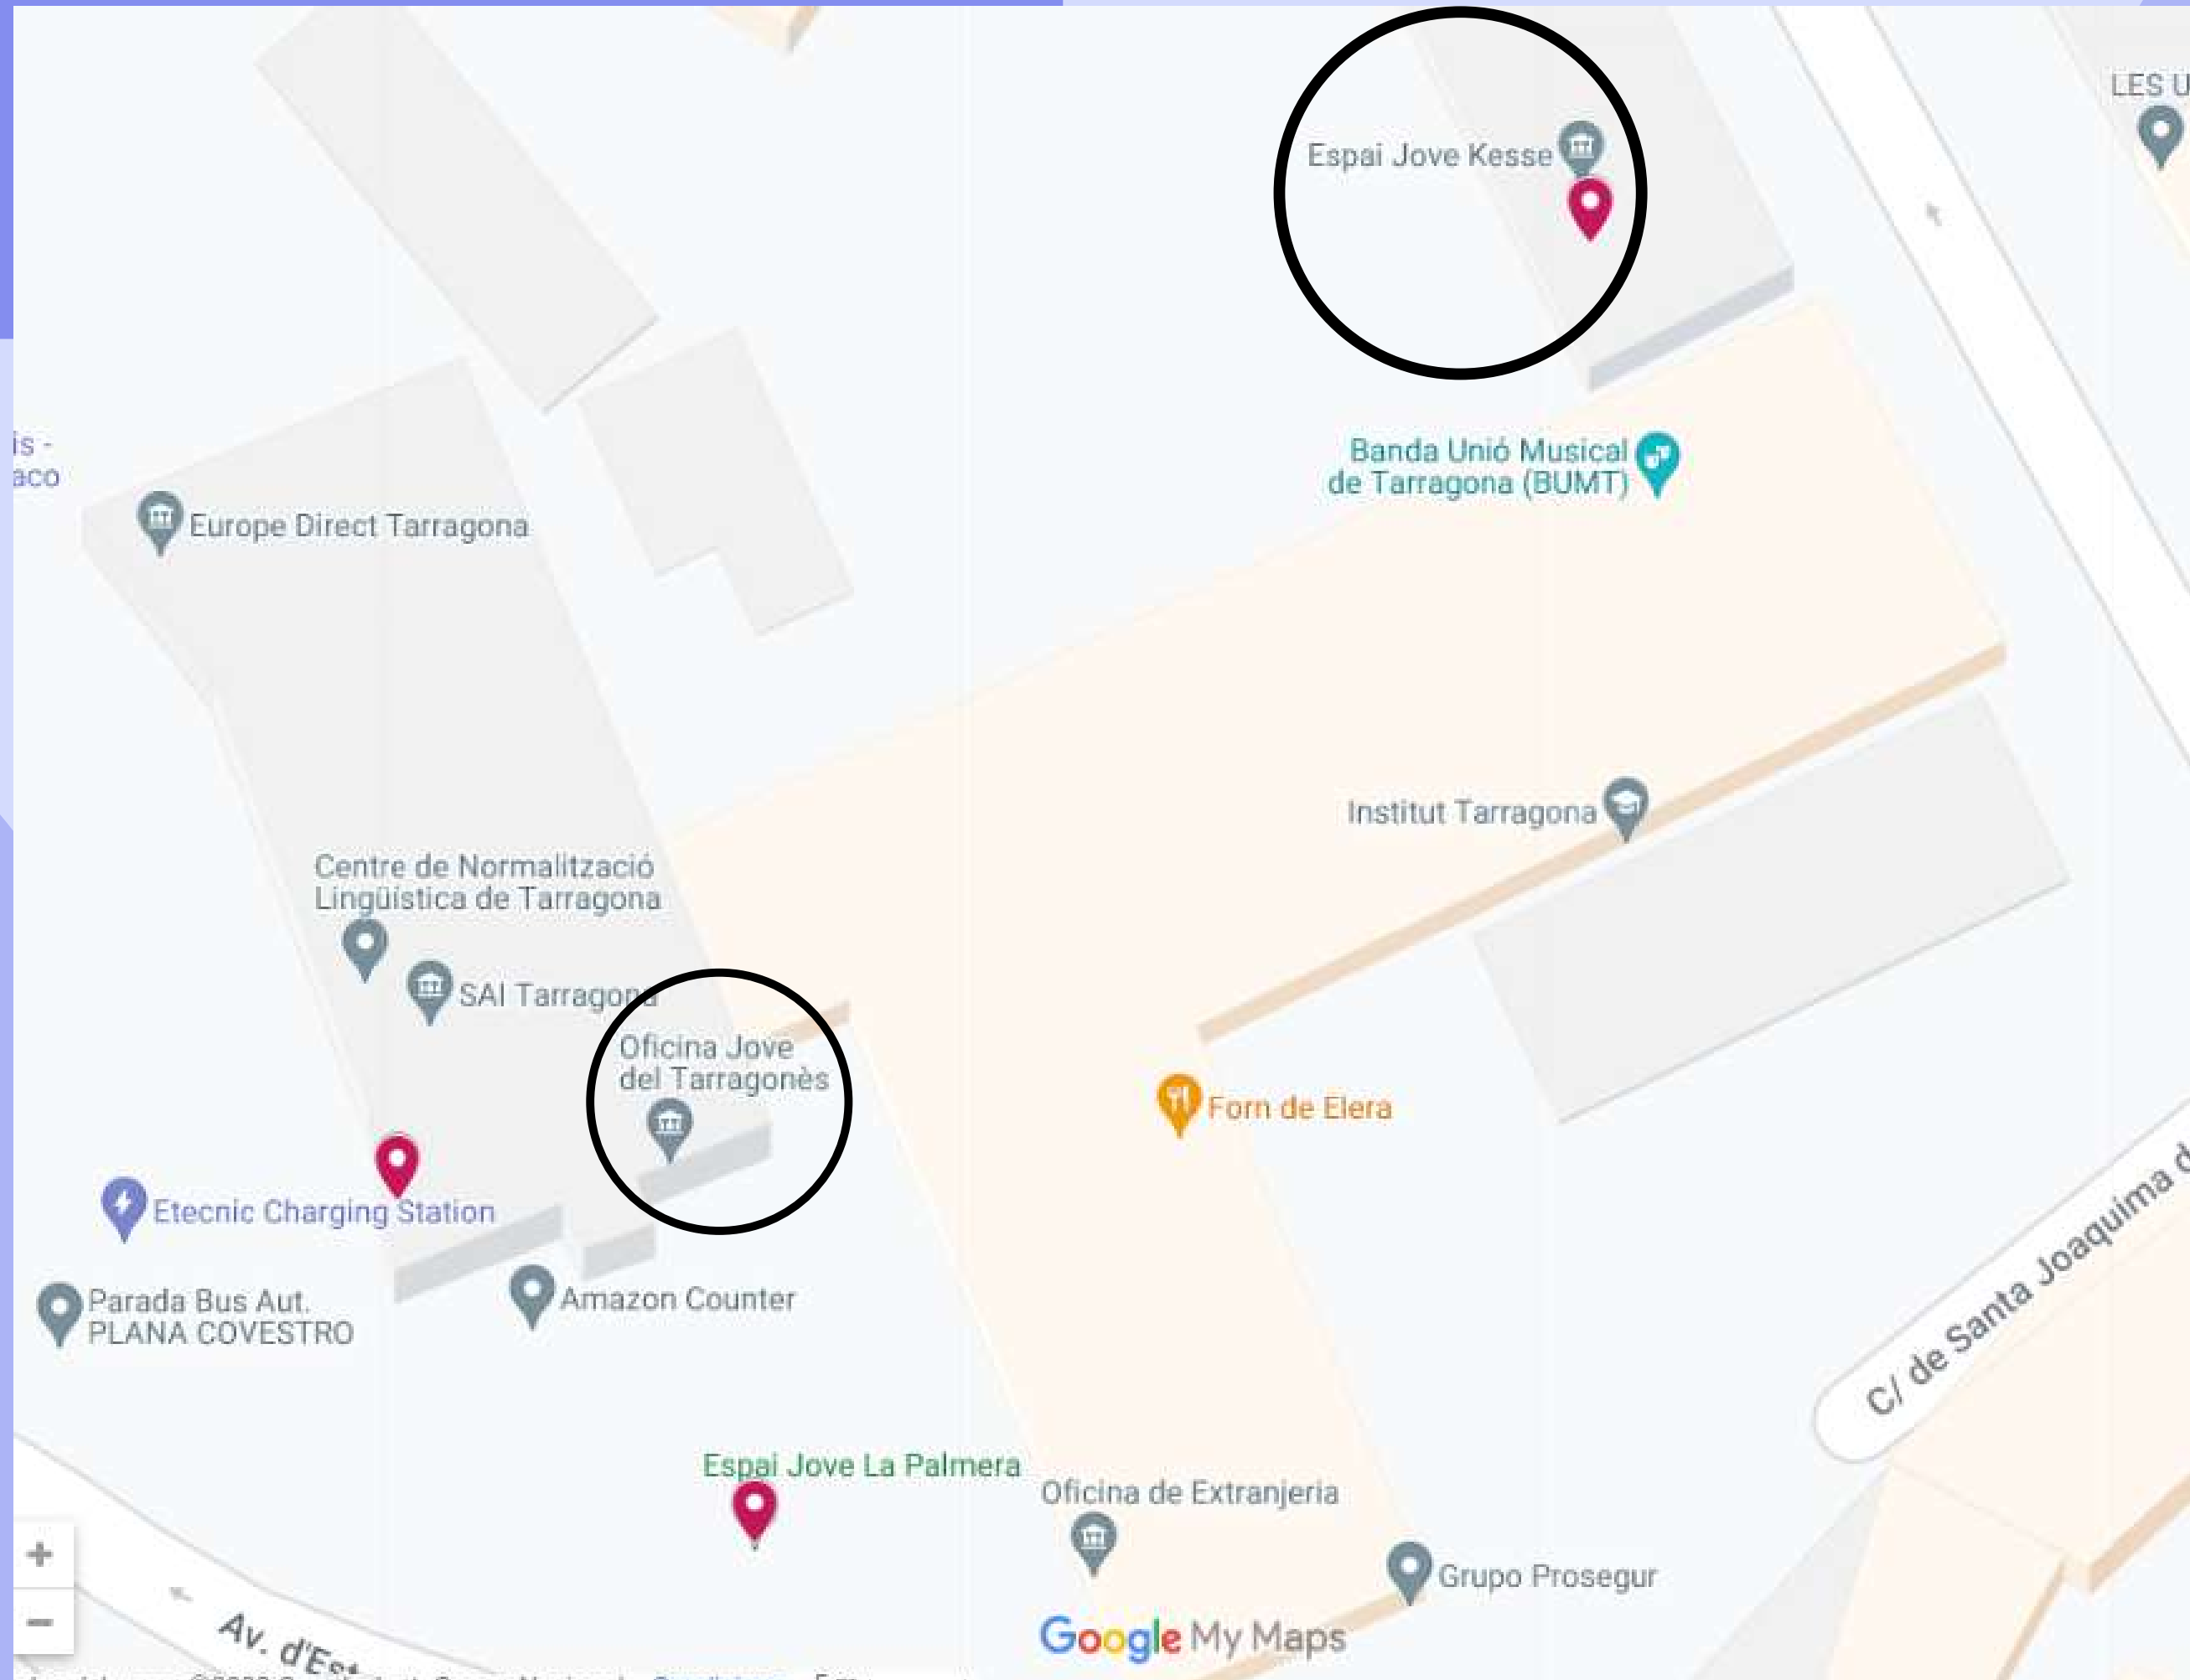 LES U
Espai Jove Kesse
Banda Unió Musical
de Tarragona (BUMT)
is -
aco
Europe Direct Tarragona
Institut Tarragona
Centre de Normalització
Lingüística de Tarragona
SAI Tarragona
Oficina Jove
del Tarragonès
Forn de Elera
Etecnic Charging Station
Parada Bus Aut.
PLANA COVESTRO
Amazon Counter
C/ de Santa Joaquima d
Espai Jove La Palmera
Oficina de Extranjeria
Grupo Prosegur
+
−
Av. d'Est
Google My Maps